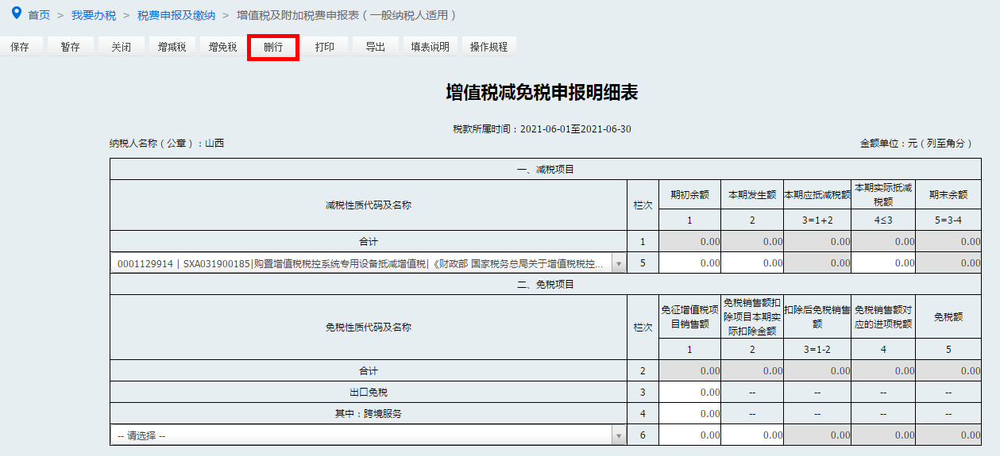 首页 > 我要办税 > 税费申报及缴纳 > 增值税及附加税费申报表（一般纳税人适用）
保存 暂存 关闭 增减税 增免税 删行 打印 导出 填表说明 操作规程
增值税减免税申报明细表
税款所属时间：2021-06-01至2021-06-30
纳税人名称（公章）：山西 金额单位：元（列至角分）
一、减税项目
减税性质代码及名称 栏次 期初余额 本期发生额 本期应抵减税额 本期实际抵减税额 期末余额
1 2 3=1+2 4≤3 5=3-4
合计 1 0.00 0.00 0.00 0.00 0.00
0001129914 | SXA031900185|购置增值税税控系统专用设备抵减增值税|《财政部 国家税务总局关于增值税税控... 5 0.00 0.00 0.00 0.00 0.00
二、免税项目
免税性质代码及名称 栏次 免征增值税项目销售额 免税销售额扣除项目本期实际扣除金额 扣除后免税销售额 免税销售额对应的进项税额 免税额
1 2 3=1-2 4 5
合计 2 0.00 0.00 0.00 0.00 0.00
出口免税 3 0.00 -- -- -- --
其中：跨境服务 4 0.00 -- -- -- --
-- 请选择 -- 6 0.00 0.00 0.00 0.00 0.00